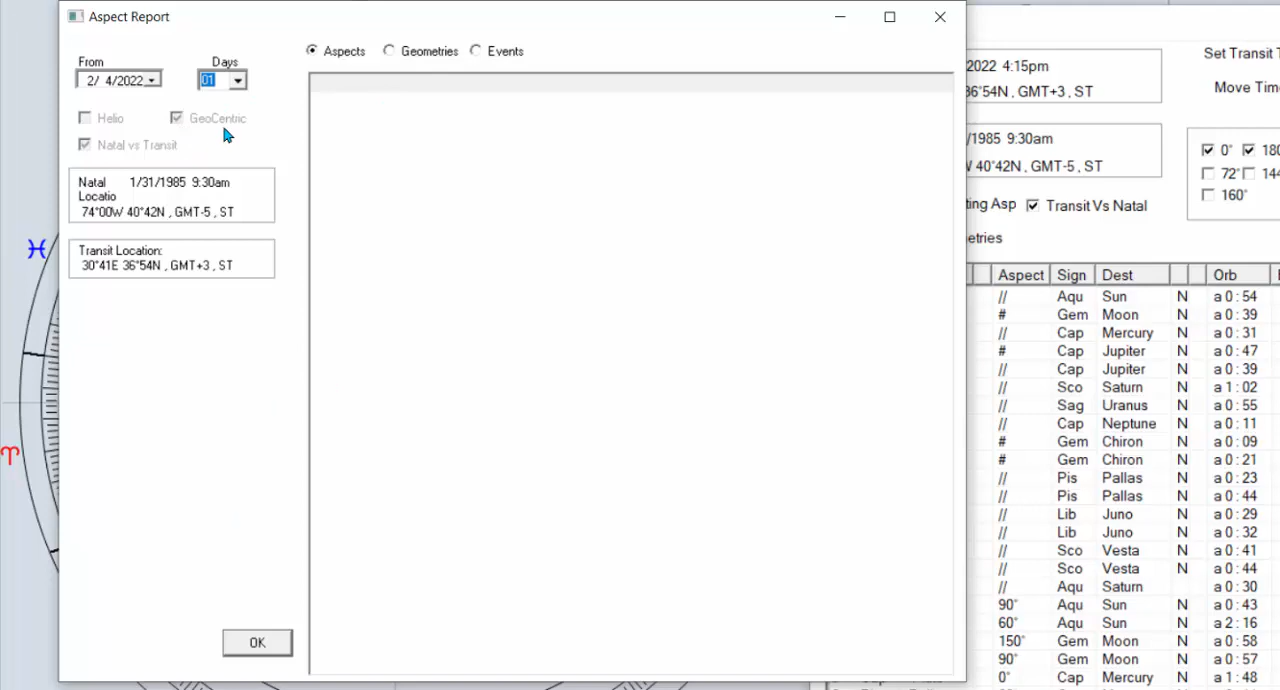 Aspect Report
From
Days
2/ 4/2022
01
Helio
GeoCentric
Natal vs Transit
Natal 1/31/1985 9:30am
Locatio
74°00W 40°42N , GMT-5 , ST
Transit Location:
30°41E 36°54N , GMT+3 , ST
OK
Aspects Geometries Events
2022 4:15pm
36°54N , GMT+3 , ST
/1985 9:30am
W 40°42N , GMT-5 , ST
ting Asp Transit Vs Natal
etries
Set Transit T
Move Tim
0° 180
72° 144
160°
Aspect Sign Dest Orb
// Aqu Sun N a 0 : 54
# Gem Moon N a 0 : 39
// Cap Mercury N a 0 : 31
# Cap Jupiter N a 0 : 47
// Cap Jupiter N a 0 : 39
// Sco Saturn N a 1 : 02
// Sag Uranus N a 0 : 55
// Cap Neptune N a 0 : 11
# Gem Chiron N a 0 : 09
# Gem Chiron N a 0 : 21
// Pis Pallas N a 0 : 23
// Pis Pallas N a 0 : 44
// Lib Juno N a 0 : 29
// Lib Juno N a 0 : 32
// Sco Vesta N a 0 : 41
// Sco Vesta N a 0 : 44
// Aqu Saturn a 0 : 30
90° Aqu Sun N a 0 : 43
60° Aqu Sun N a 2 : 16
150° Gem Moon N a 0 : 58
90° Gem Moon N a 0 : 57
0° Cap Mercury N a 1 : 48